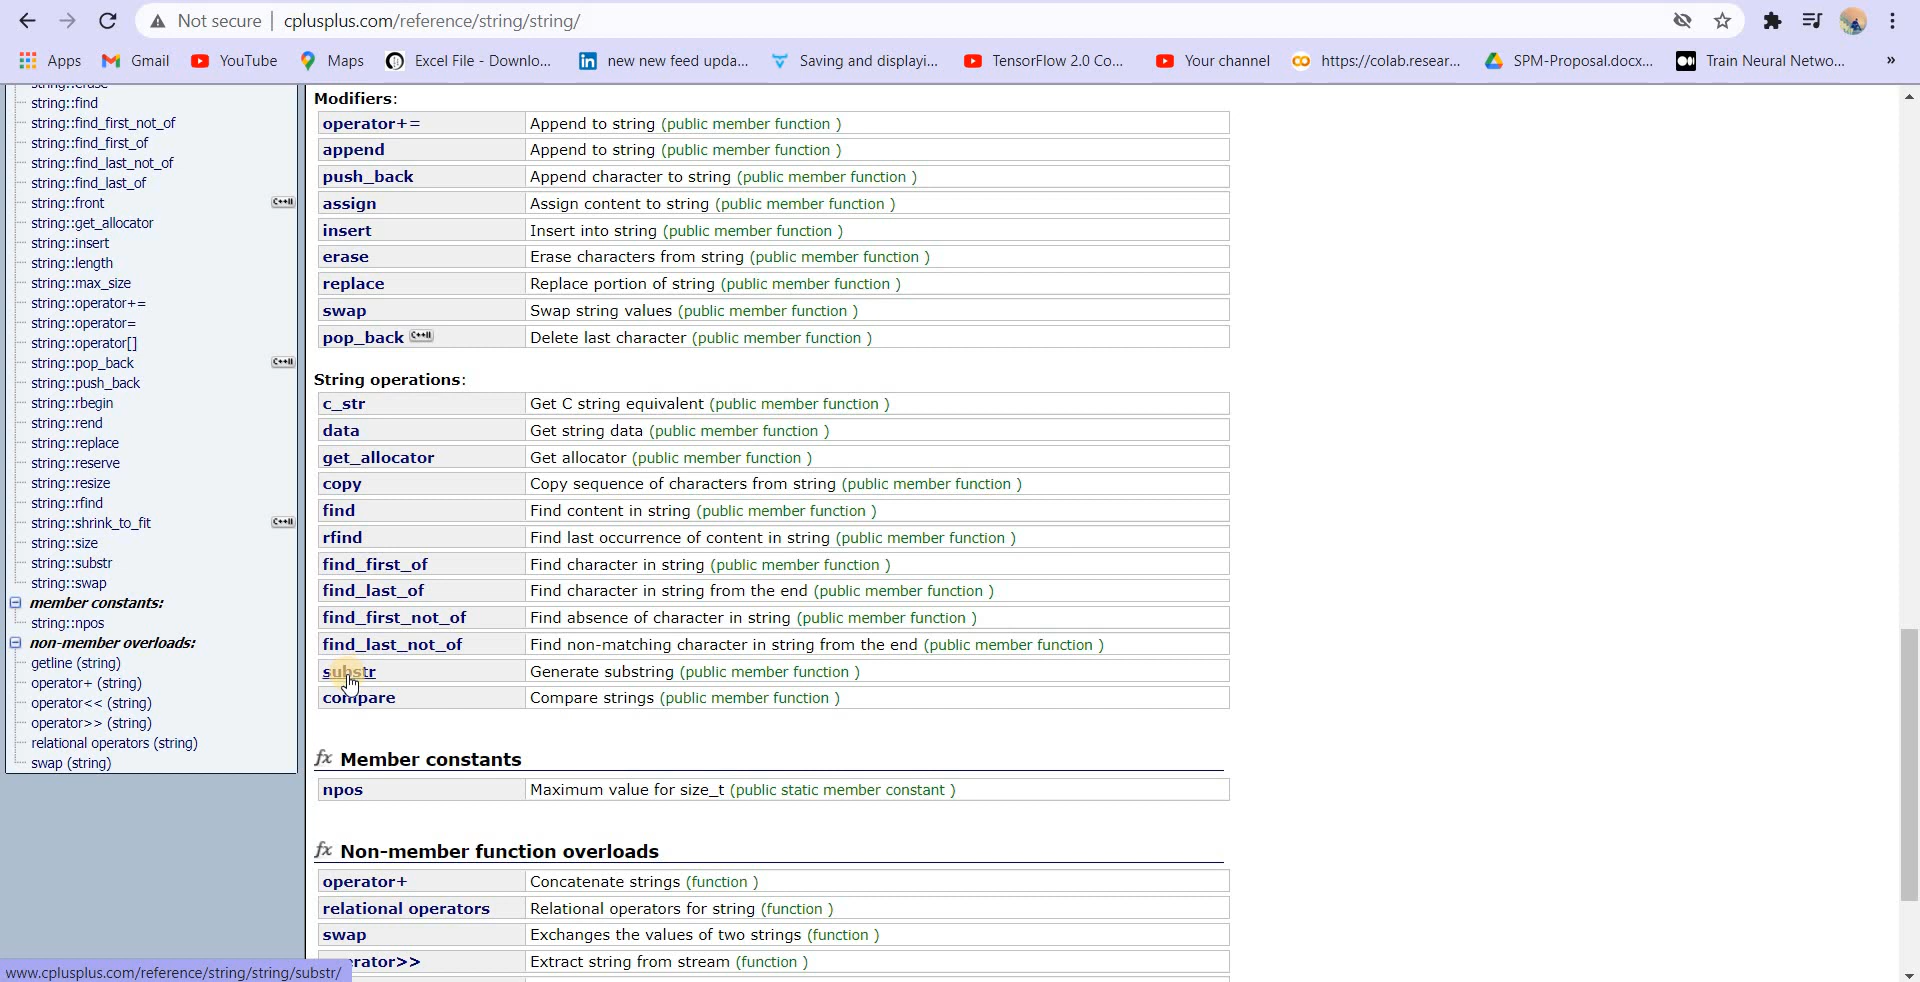 Not secure | cplusplus.com/reference/string/string/
Apps Gmail YouTube Maps Excel File - Downlo... new new feed upda... Saving and displayi... TensorFlow 2.0 Co... Your channel https://colab.resear... SPM-Proposal.docx... Train Neural Netwo... »
string::erase
string::find
string::find_first_not_of
string::find_first_of
string::find_last_not_of
string::find_last_of
string::front C++11
string::get_allocator
string::insert
string::length
string::max_size
string::operator+=
string::operator=
string::operator[]
string::pop_back C++11
string::push_back
string::rbegin
string::rend
string::replace
string::reserve
string::resize
string::rfind
string::shrink_to_fit C++11
string::size
string::substr
string::swap
member constants:
string::npos
non-member overloads:
getline (string)
operator+ (string)
operator<< (string)
operator>> (string)
relational operators (string)
swap (string)
Modifiers:
operator+= Append to string (public member function )
append Append to string (public member function )
push_back Append character to string (public member function )
assign Assign content to string (public member function )
insert Insert into string (public member function )
erase Erase characters from string (public member function )
replace Replace portion of string (public member function )
swap Swap string values (public member function )
pop_back C++11 Delete last character (public member function )
String operations:
c_str Get C string equivalent (public member function )
data Get string data (public member function )
get_allocator Get allocator (public member function )
copy Copy sequence of characters from string (public member function )
find Find content in string (public member function )
rfind Find last occurrence of content in string (public member function )
find_first_of Find character in string (public member function )
find_last_of Find character in string from the end (public member function )
find_first_not_of Find absence of character in string (public member function )
find_last_not_of Find non-matching character in string from the end (public member function )
substr Generate substring (public member function )
compare Compare strings (public member function )
fx Member constants
npos Maximum value for size_t (public static member constant )
fx Non-member function overloads
operator+ Concatenate strings (function )
relational operators Relational operators for string (function )
swap Exchanges the values of two strings (function )
erator>> Extract string from stream (function )
www.cplusplus.com/reference/string/string/substr/